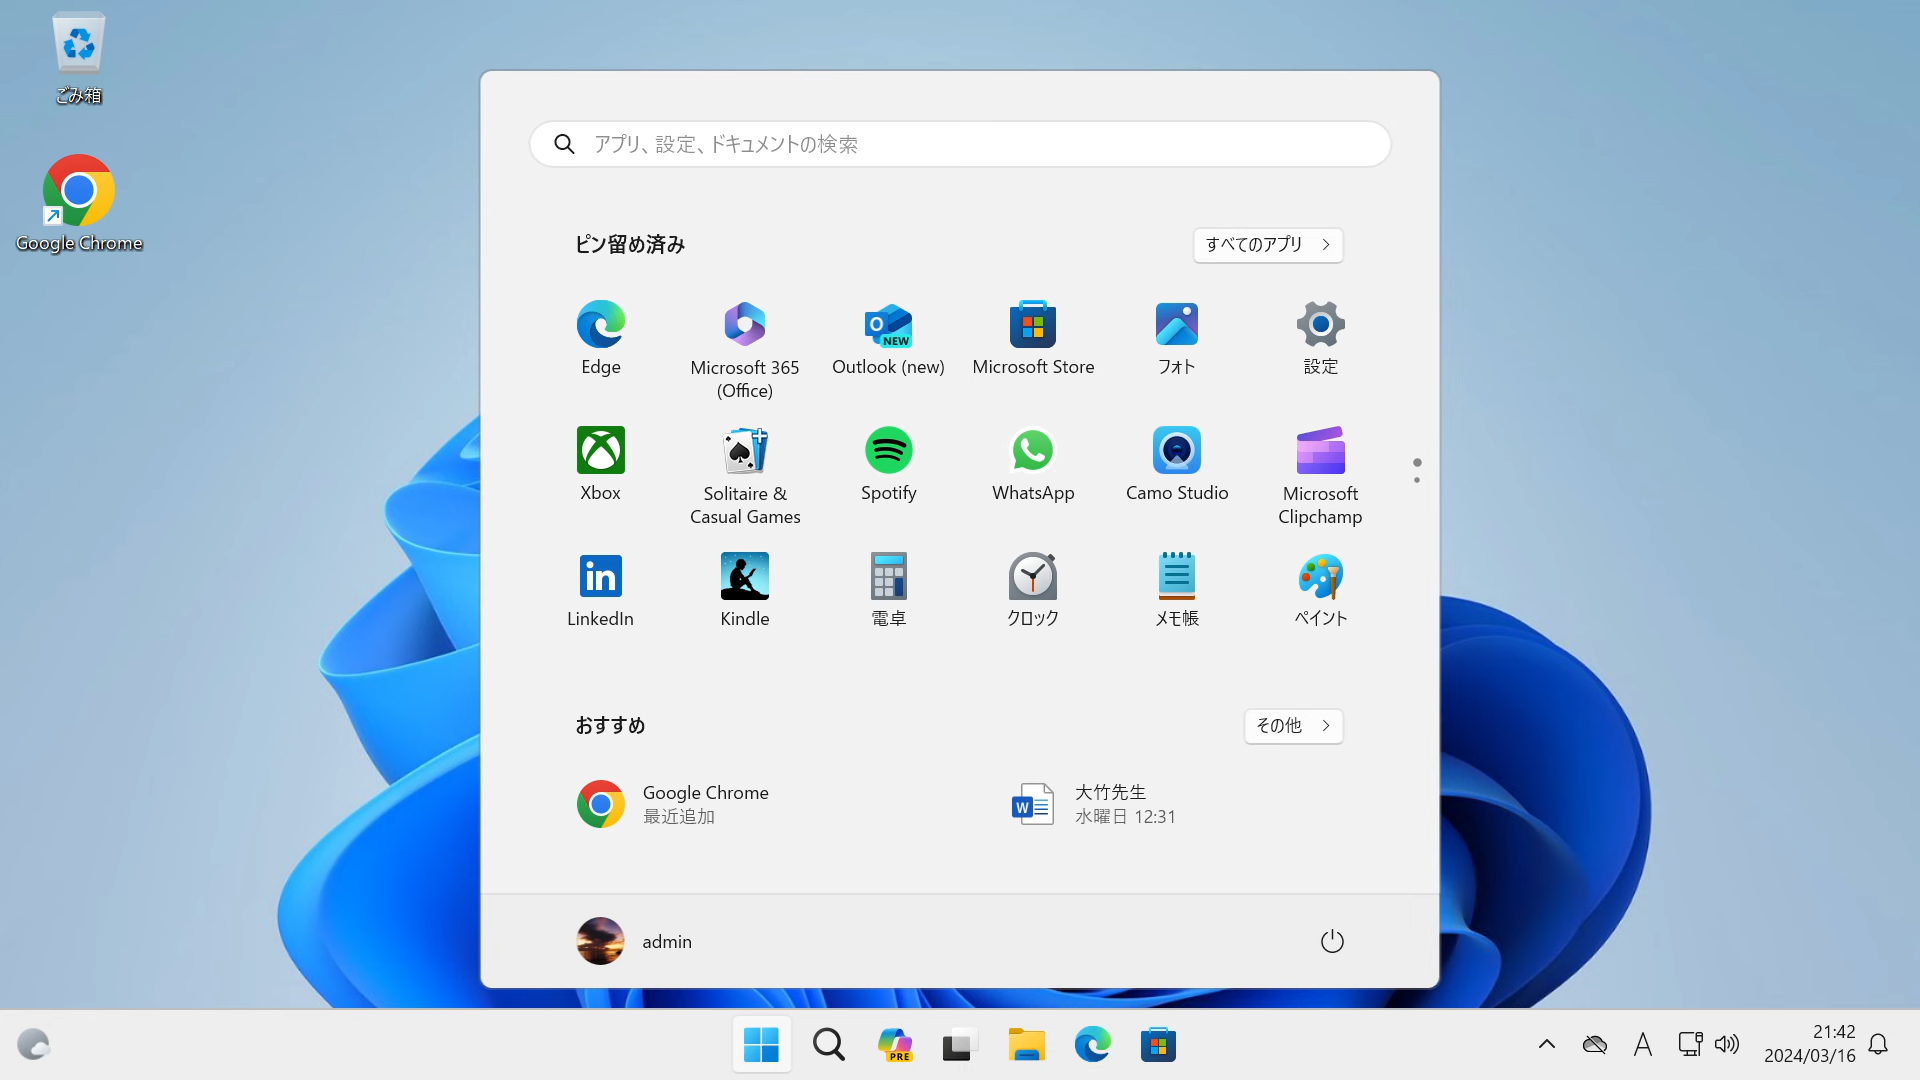 ごみ箱
Google Chrome
アプリ、設定、ドキュメントの検索
ピン留め済み
すべてのアプリ
Edge
Microsoft 365
(Office)
Outlook (new)
NEW
Microsoft Store
フォト
設定
Xbox
Solitaire &
Casual Games
Spotify
WhatsApp
Camo Studio
Microsoft
Clipchamp
in
LinkedIn
Kindle
電卓
クロック
メモ帳
ペイント
おすすめ
その他
Google Chrome
最近追加
W
大竹先生
水曜日 12:31
admin
PRE
A
21:42
2024/03/16